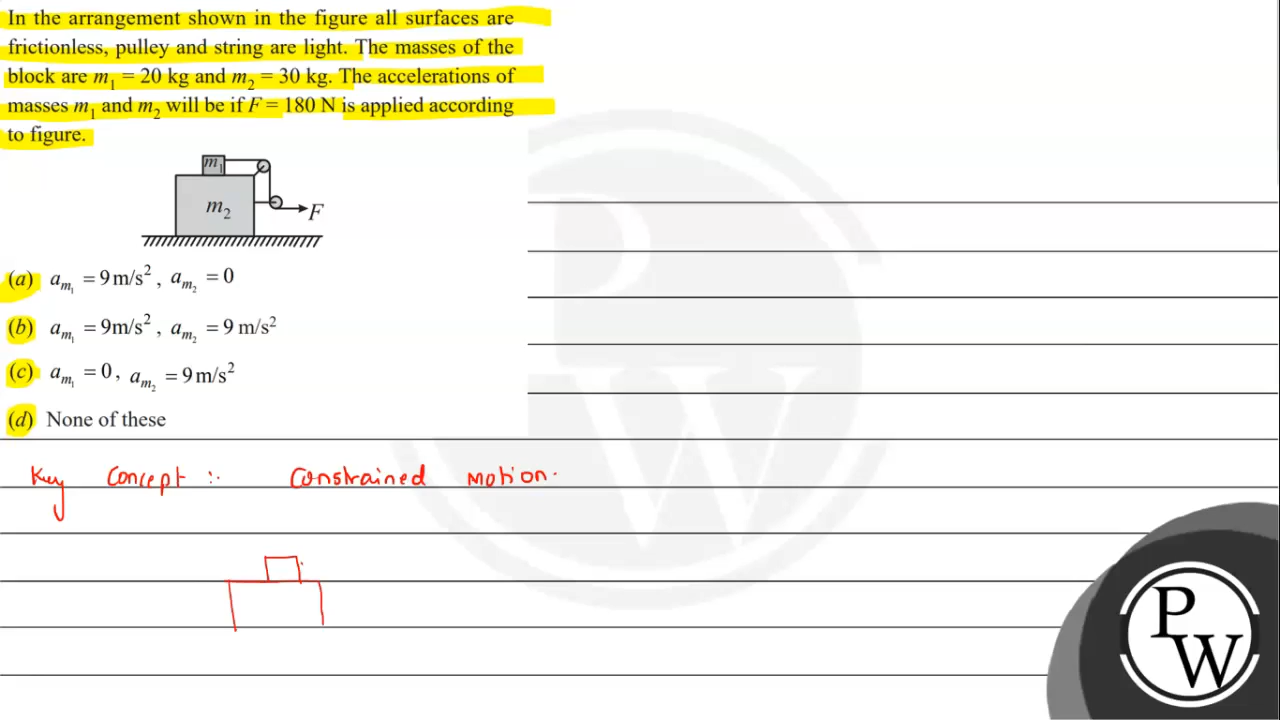 In the arrangement shown in the figure all surfaces are
frictionless, pulley and string are light. The masses of the
block are m₁ = 20 kg and m₂ = 30 kg. The accelerations of
masses m₁ and m₂ will be if F = 180 N is applied according
to figure.
m₁
m₂
F
(a) aₘ₁ = 9 m/s², aₘ₂ = 0
(b) aₘ₁ = 9m/s², aₘ₂ = 9 m/s²
(c) aₘ₁ = 0, aₘ₂ = 9 m/s²
(d) None of these
Key Concept :. Constrained motion.
P
W
P
W